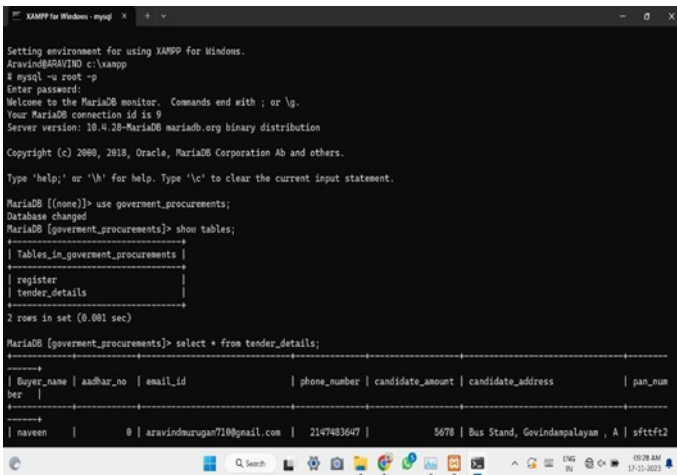 XAMPP for Windows - mysql
Setting environment for using XAMPP for Windows.
Aravind@ARAVIND c:\xampp
# mysql -u root -p
Enter password:
Welcome to the MariaDB monitor.  Commands end with ; or \g.
Your MariaDB connection id is 9
Server version: 10.4.28-MariaDB mariadb.org binary distribution
Copyright (c) 2000, 2018, Oracle, MariaDB Corporation Ab and others.
Type 'help;' or '\h' for help. Type '\c' to clear the current input statement.
MariaDB [(none)]> use goverment_procurements;
Database changed
MariaDB [goverment_procurements]> show tables;
| Tables_in_goverment_procurements |
| register |
| tender_details |
2 rows in set (0.001 sec)
MariaDB [goverment_procurements]> select * from tender_details;
| Buyer_name | aadhar_no | email_id | phone_number | candidate_amount | candidate_address | pan_num
ber |
| naveen | 0 | aravindmurugan710@gmail.com | 2147483647 | 5678 | Bus Stand, Govindampalayam , A | sfttft2
Search
ENG
IN
09:28 AM
17-11-2023